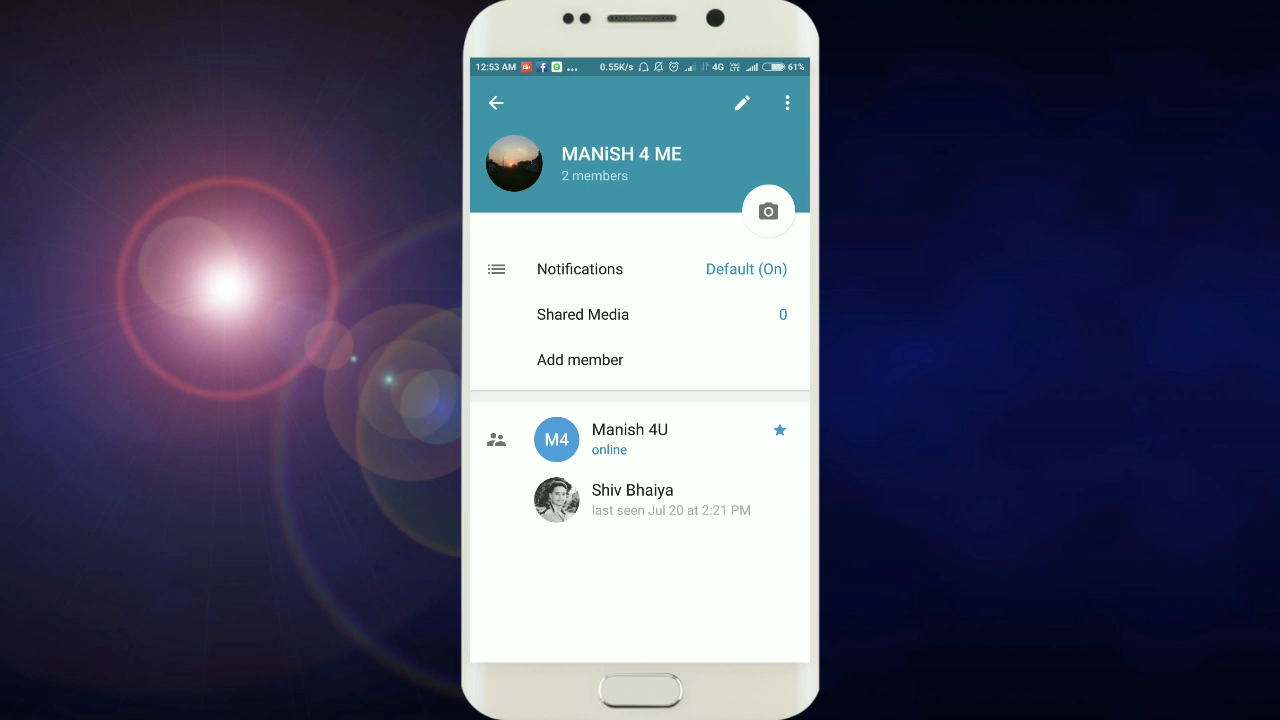 12:53 AM ... 0.55K/s 4G 61%
MANiSH 4 ME
2 members
Notifications Default (On)
Shared Media 0
Add member
M4 Manish 4U
online
Shiv Bhaiya
last seen Jul 20 at 2:21 PM